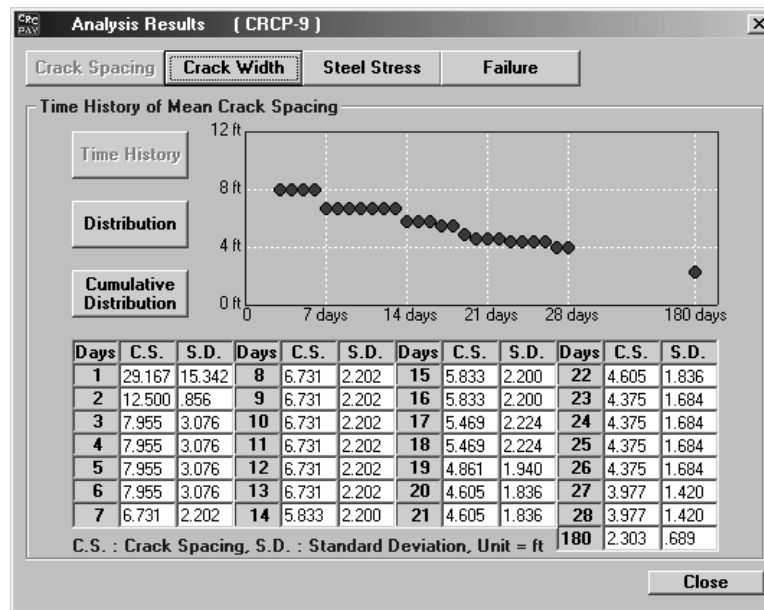 CRC PAV Analysis Results ( CRCP-9 )
Crack Spacing Crack Width Steel Stress Failure
Time History of Mean Crack Spacing
Time History
Distribution
Cumulative
Distribution
12 ft
8 ft
4 ft
0 ft
0 7 days 14 days 21 days 28 days 180 days
Days C.S. S.D. Days C.S. S.D. Days C.S. S.D. Days C.S. S.D.
1 29.167 15.342 8 6.731 2.202 15 5.833 2.200 22 4.605 1.836
2 12.500 .856 9 6.731 2.202 16 5.833 2.200 23 4.375 1.684
3 7.955 3.076 10 6.731 2.202 17 5.469 2.224 24 4.375 1.684
4 7.955 3.076 11 6.731 2.202 18 5.469 2.224 25 4.375 1.684
5 7.955 3.076 12 6.731 2.202 19 4.861 1.940 26 4.375 1.684
6 7.955 3.076 13 6.731 2.202 20 4.605 1.836 27 3.977 1.420
7 6.731 2.202 14 5.833 2.200 21 4.605 1.836 28 3.977 1.420
180 2.303 .689
C.S. : Crack Spacing, S.D. : Standard Deviation, Unit = ft
Close